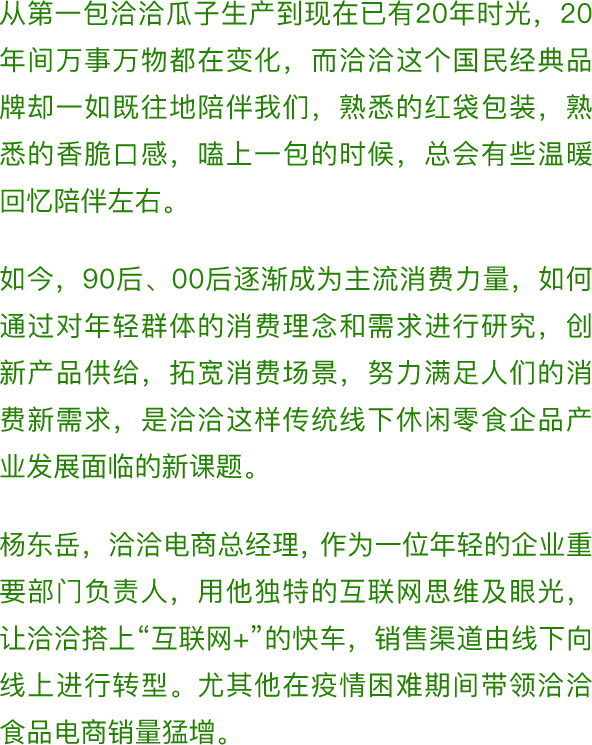 从第一包洽洽瓜子生产到现在已有20年时光，20
年间万事万物都在变化，而洽洽这个国民经典品
牌却一如既往地陪伴我们，熟悉的红袋包装，熟
悉的香脆口感，嗑上一包的时候，总会有些温暖
回忆陪伴左右。
如今，90后、00后逐渐成为主流消费力量，如何
通过对年轻群体的消费理念和需求进行研究，创
新产品供给，拓宽消费场景，努力满足人们的消
费新需求，是洽洽这样传统线下休闲零食企品产
业发展面临的新课题。
杨东岳，洽洽电商总经理，作为一位年轻的企业重
要部门负责人，用他独特的互联网思维及眼光，
让洽洽搭上“互联网+”的快车，销售渠道由线下向
线上进行转型。尤其他在疫情困难期间带领洽洽
食品电商销量猛增。